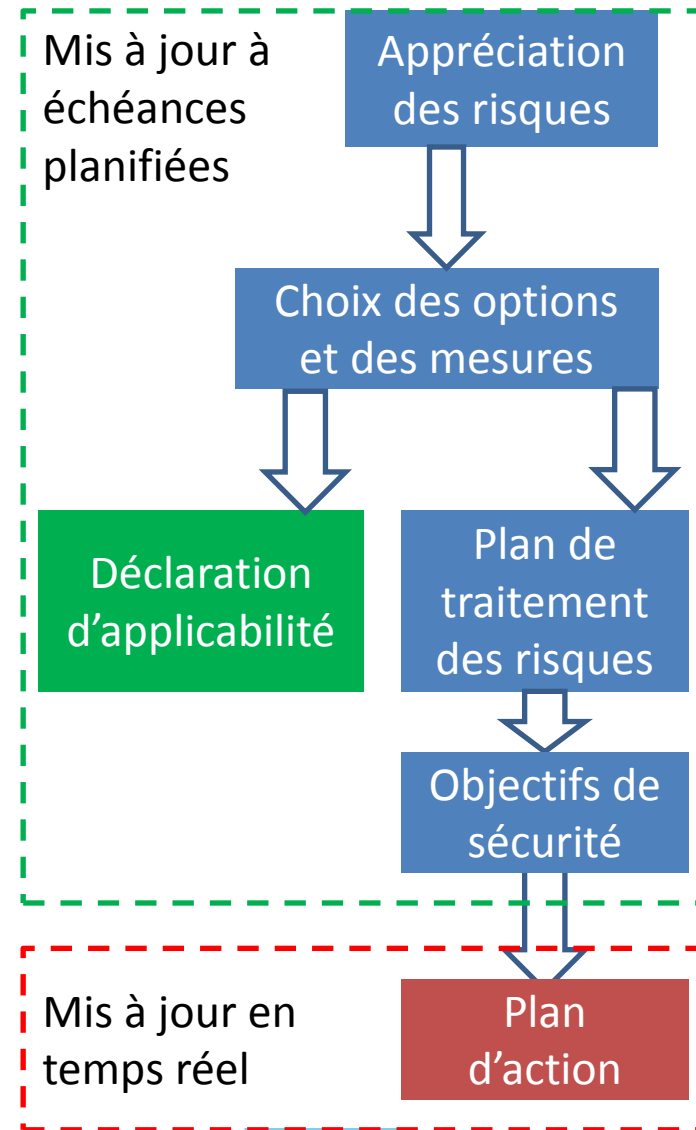 Mis à jour à
échéances
planifiées
Appréciation
des risques
Choix des options
et des mesures
Déclaration
d’applicabilité
Plan de
traitement
des risques
Objectifs de
sécurité
Mis à jour en
temps réel
Plan
d’action